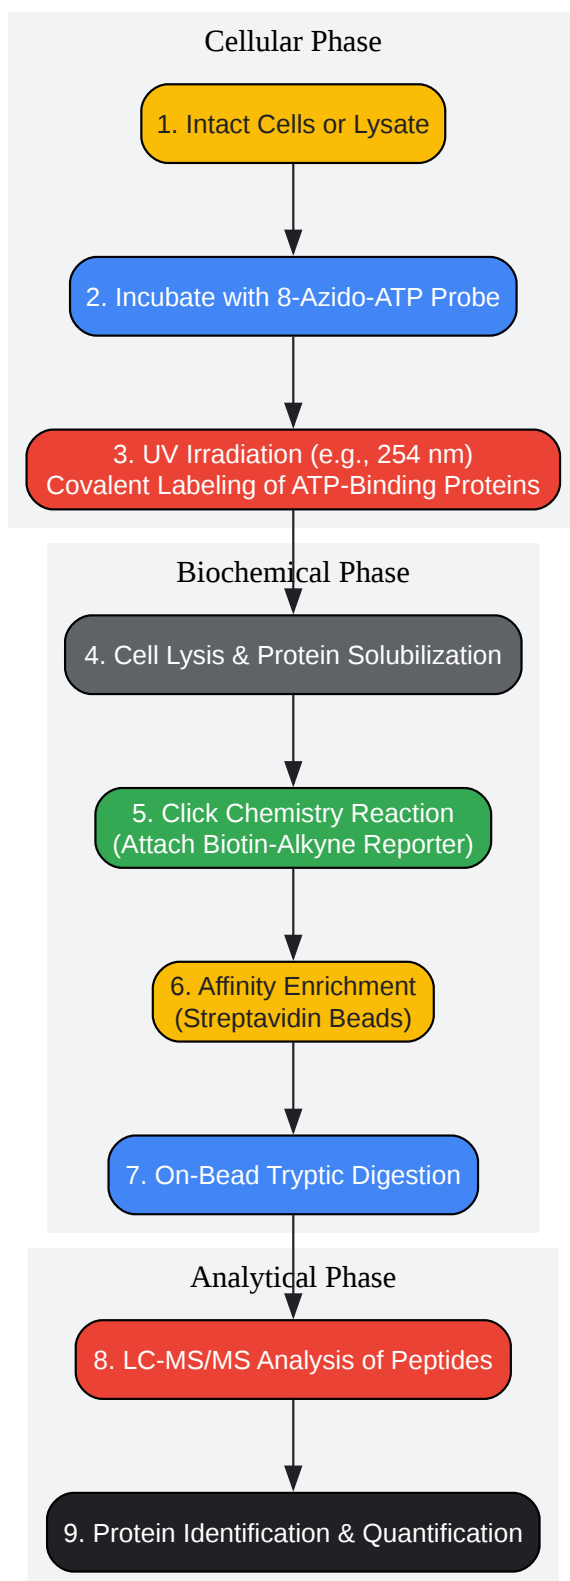 Cellular Phase
1. Intact Cells or Lysate
2. Incubate with 8-Azido-ATP Probe
3. UV Irradiation (e.g., 254 nm)
Covalent Labeling of ATP-Binding Proteins
Biochemical Phase
4. Cell Lysis & Protein Solubilization
5. Click Chemistry Reaction
(Attach Biotin-Alkyne Reporter)
6. Affinity Enrichment
(Streptavidin Beads)
7. On-Bead Tryptic Digestion
Analytical Phase
8. LC-MS/MS Analysis of Peptides
9. Protein Identification & Quantification